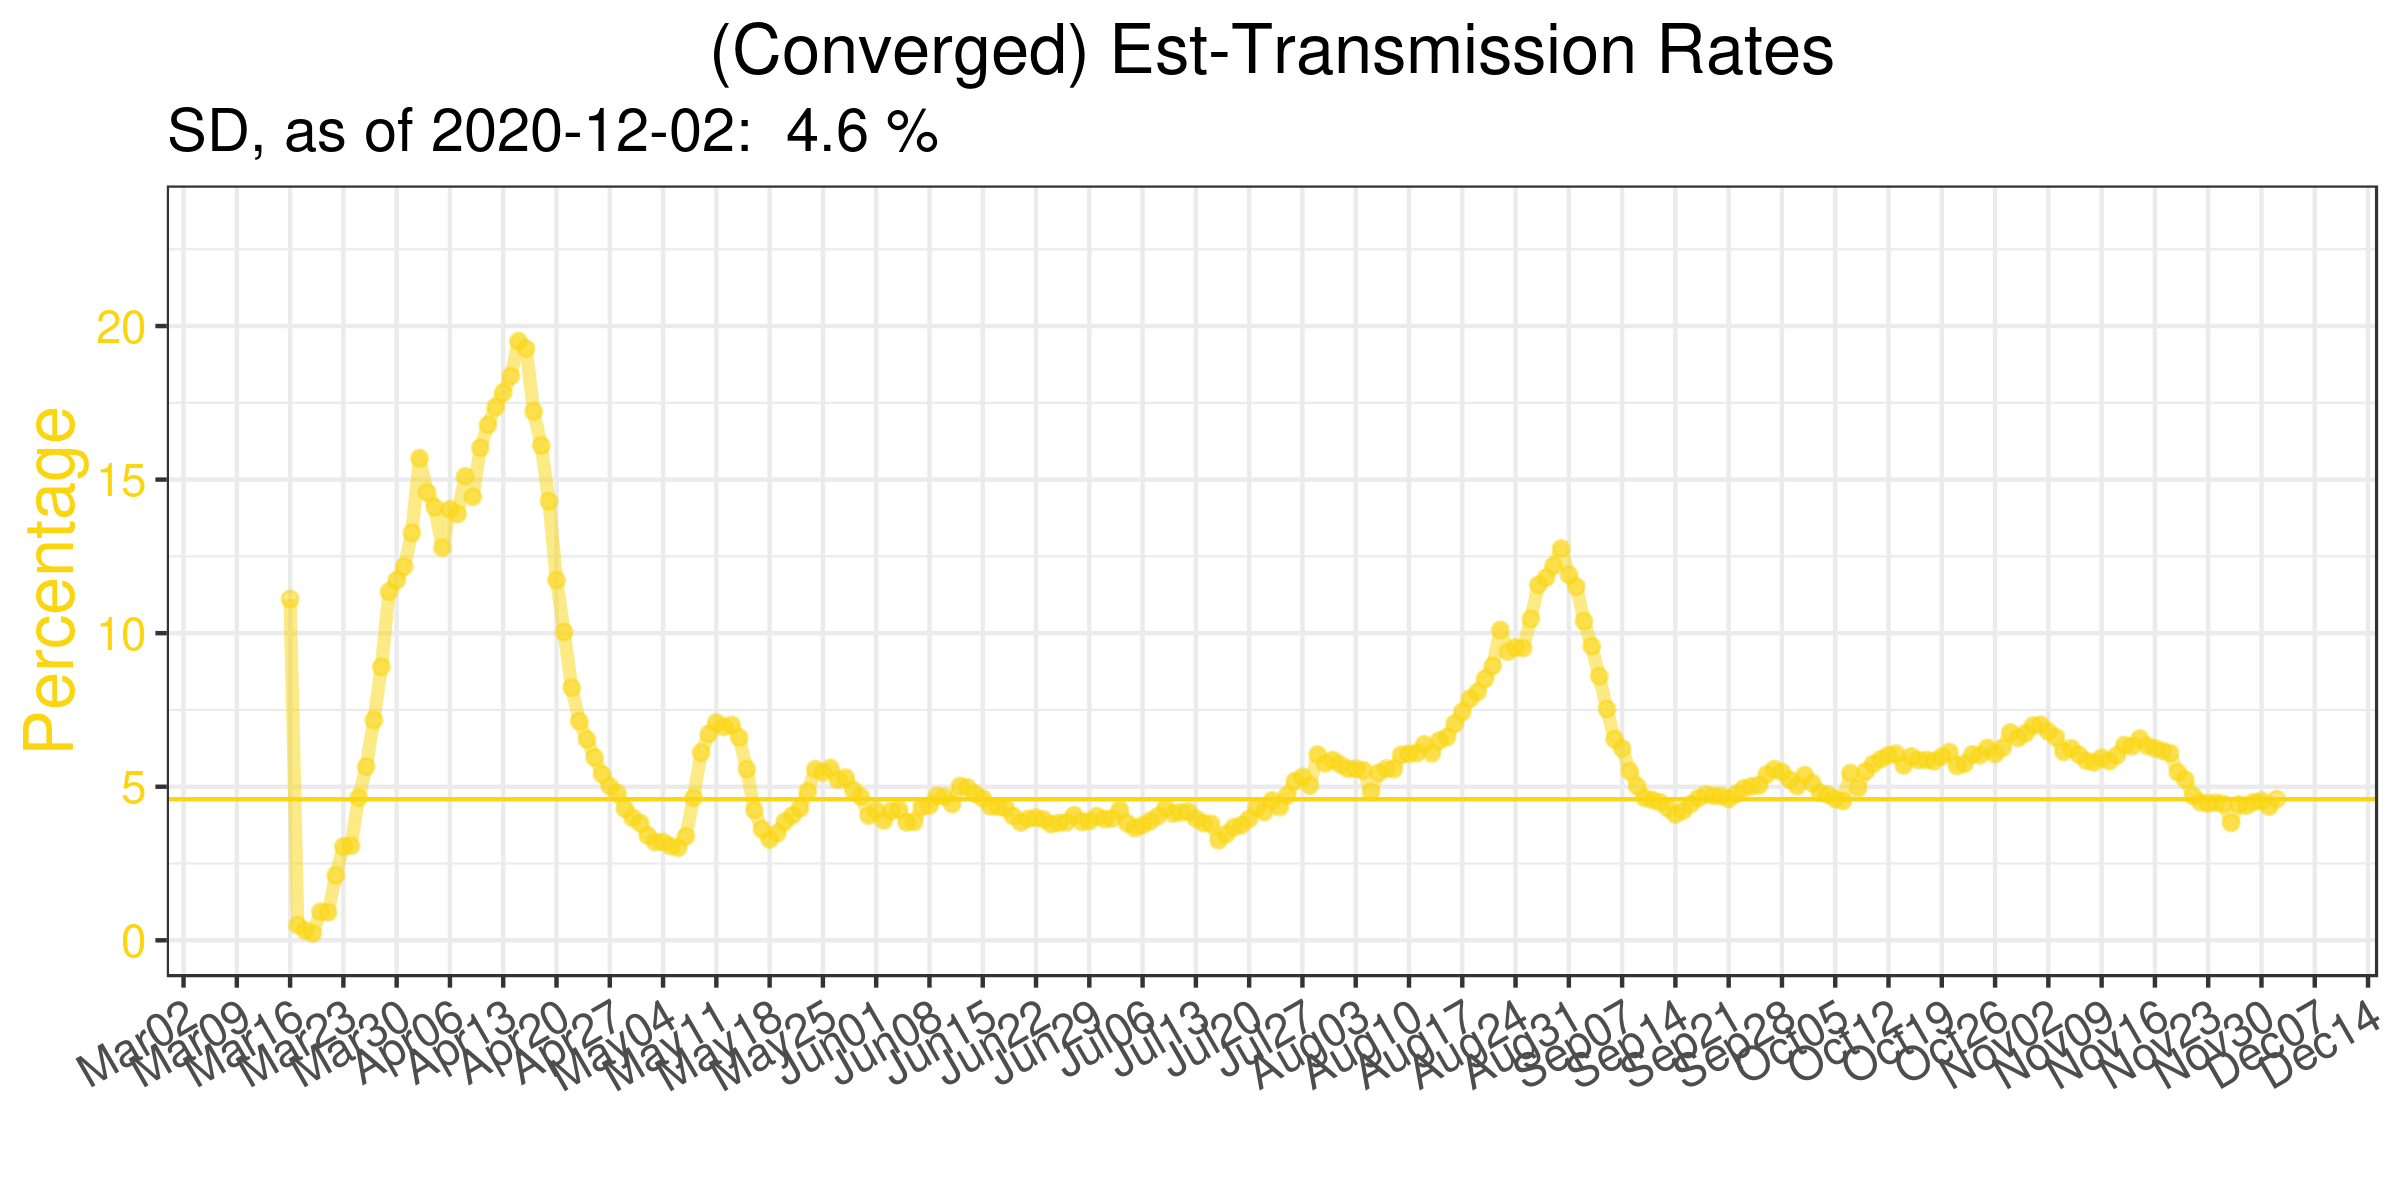 (Converged) Est-Transmission Rates
SD, as of 2020-12-02:  4.6 %
Percentage
20
15
10
5
0
Mar02
Mar09
Mar16
Mar23
Mar30
Apr06
Apr13
Apr20
Apr27
May04
May11
May18
May25
Jun01
Jun08
Jun15
Jun22
Jun29
Jul06
Jul13
Jul20
Jul27
Aug03
Aug10
Aug17
Aug24
Aug31
Sep07
Sep14
Sep21
Sep28
Oct05
Oct12
Oct19
Oct26
Nov02
Nov09
Nov16
Nov23
Nov30
Dec07
Dec14